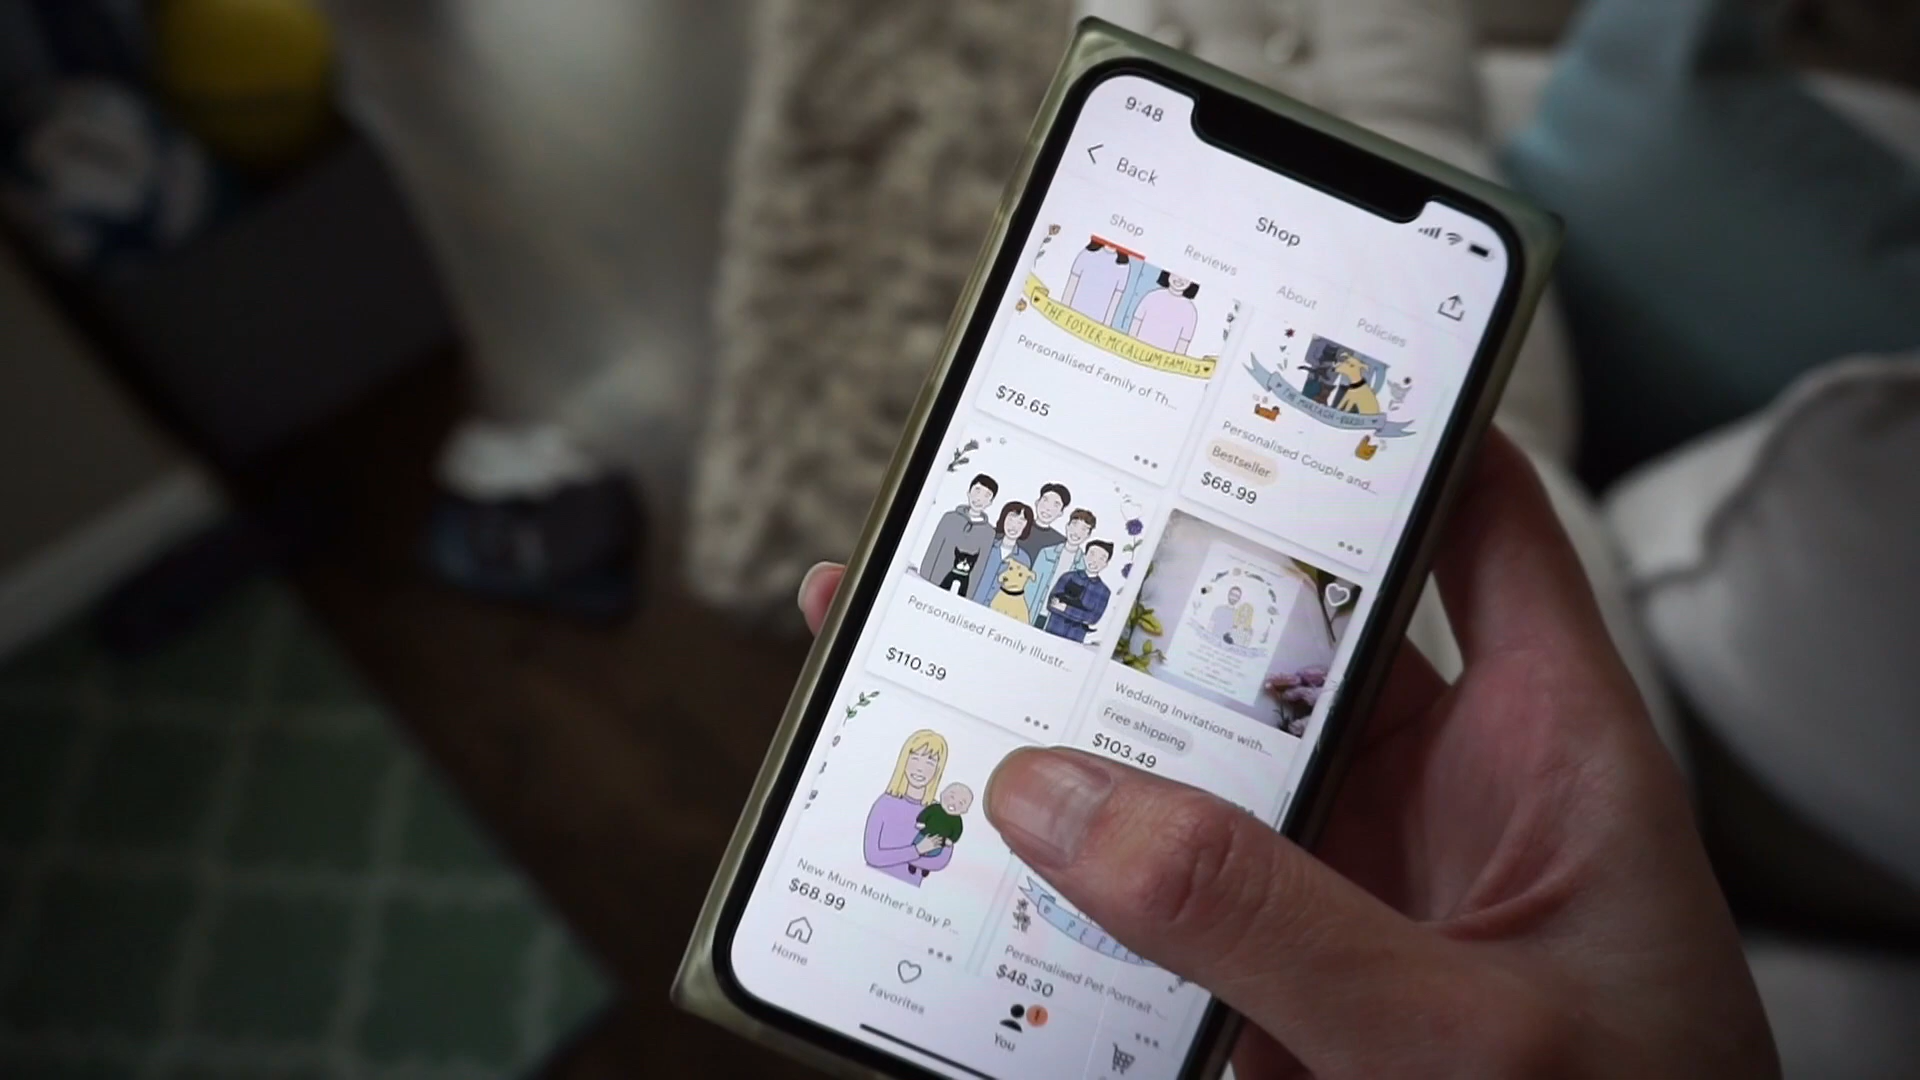 9:48
Back
Shop
Shop
Reviews
About
Policies
THE FOSTER-MCCALLUM FAMILY
Personalised Family of Th...
$78.65
Personalised Couple and...
Bestseller
$68.99
Personalised Family Illustr...
$110.39
Wedding Invitations with...
Free shipping
$103.49
New Mum Mother's Day P...
$68.99
PEPPE
Personalised Pet Portrait -...
$48.30
Home
Favorites
You